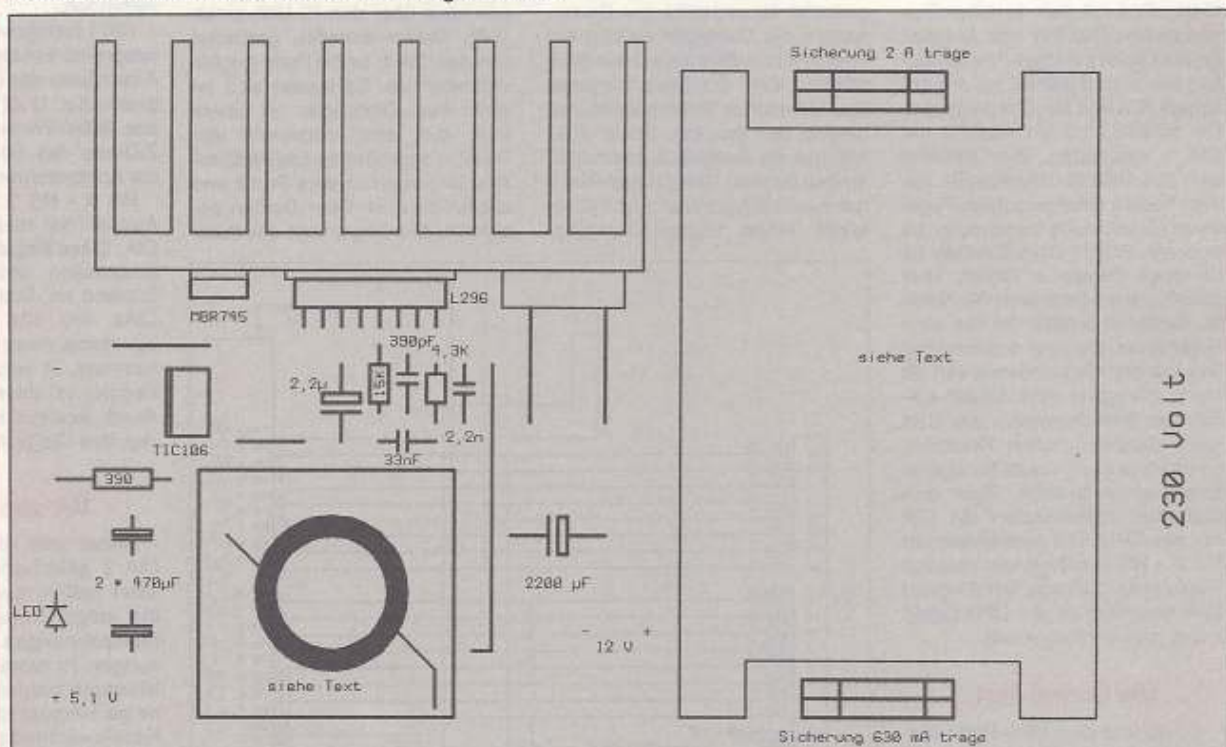 Sicherung 2 A trage
L296
MBR745
390pF
4,3K
15K
2,2µ
siehe Text
-
TIC106
2,2n
33nF
390
230 Volt
2 * 470µF
2200 µF
LED
- 12 V +
siehe Text
+ 5,1 V
Sicherung 630 mA trage